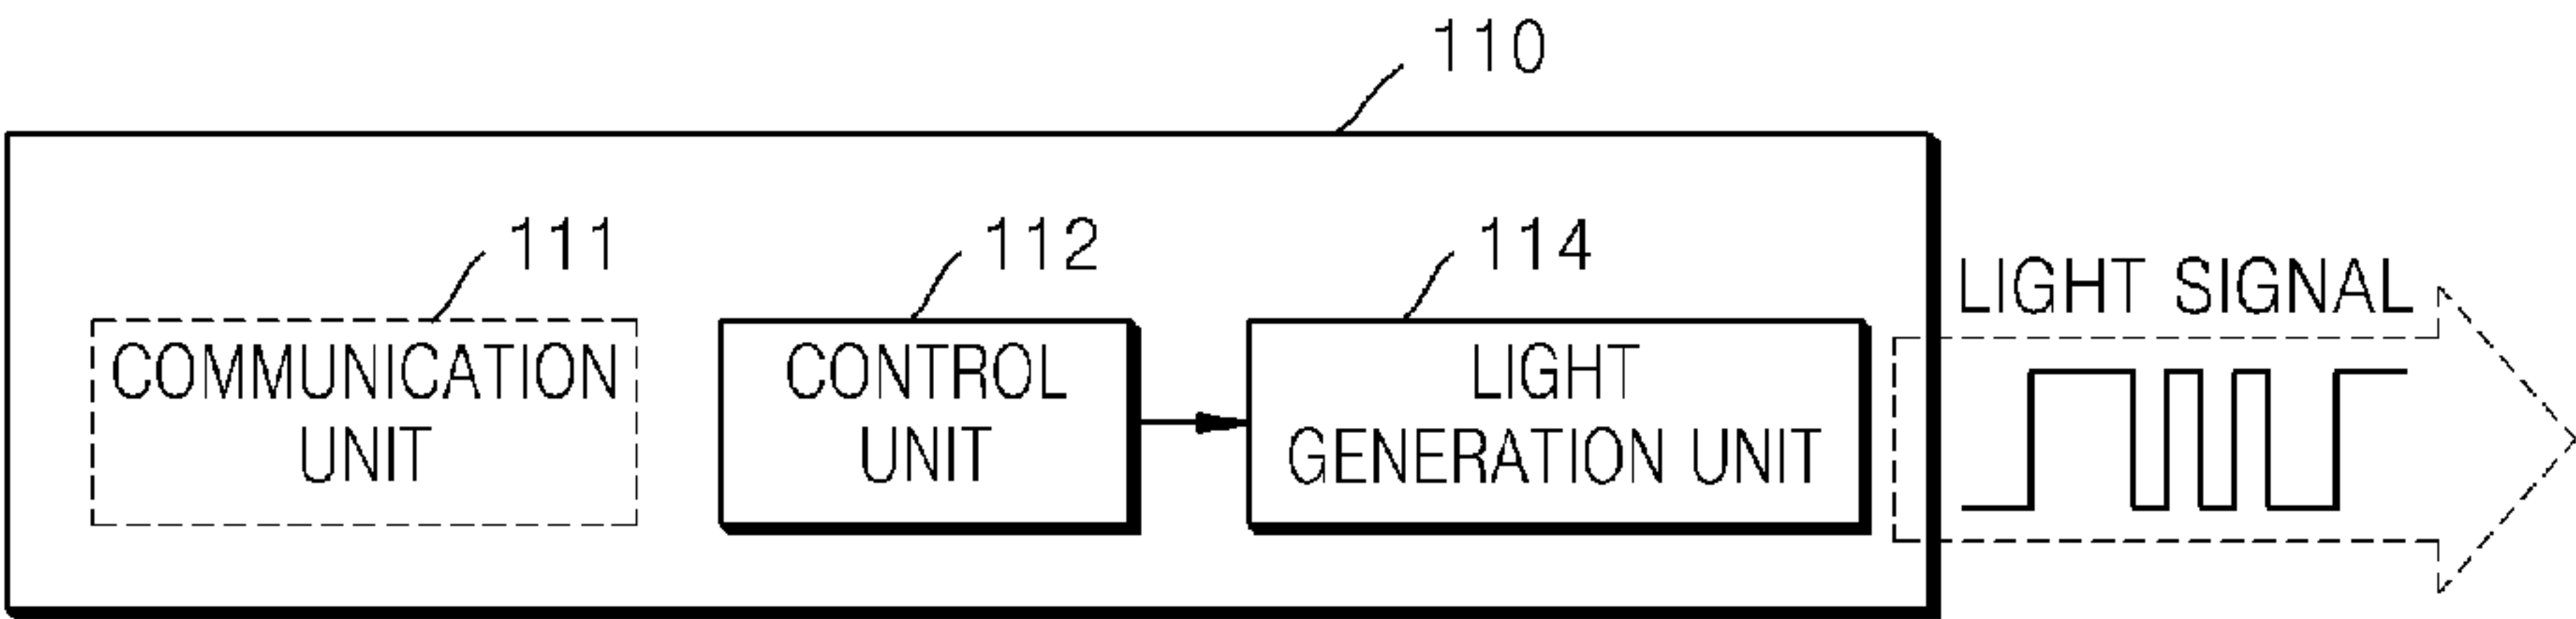 110
111
112
114
LIGHT SIGNAL
COMMUNICATION
UNIT
CONTROL
UNIT
LIGHT
GENERATION UNIT